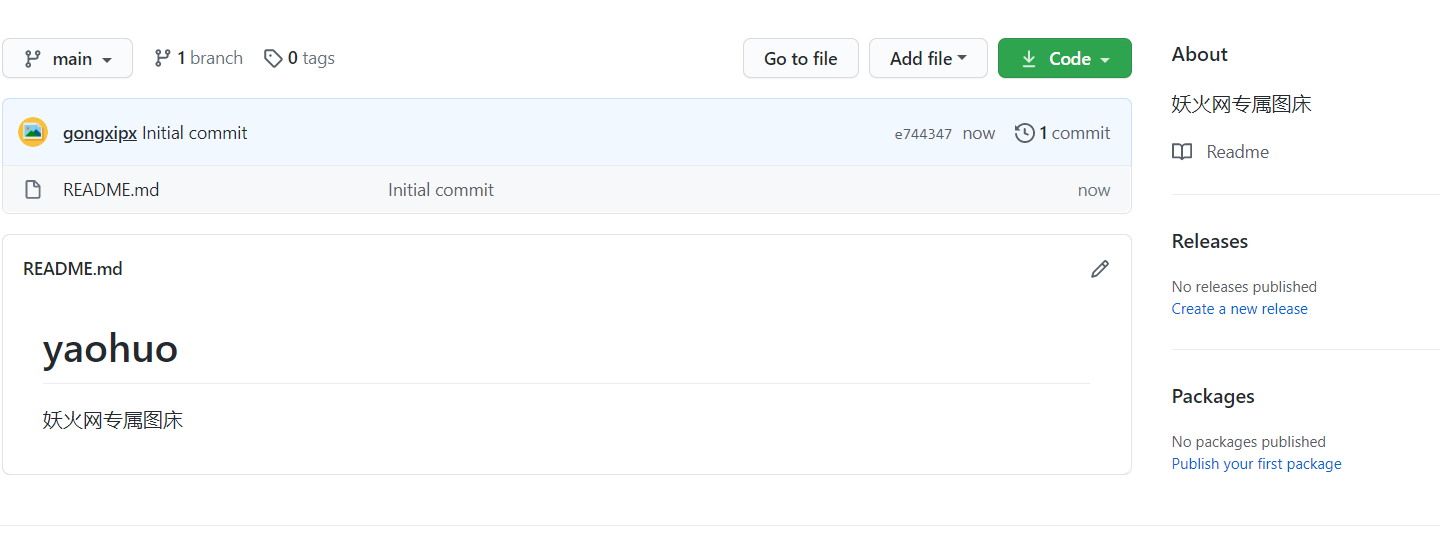 main 1 branch 0 tags Go to file Add file Code
gongxipx Initial commit e744347 now 1 commit
README.md Initial commit now
README.md
yaohuo
妖火网专属图床
About
妖火网专属图床
Readme
Releases
No releases published
Create a new release
Packages
No packages published
Publish your first package